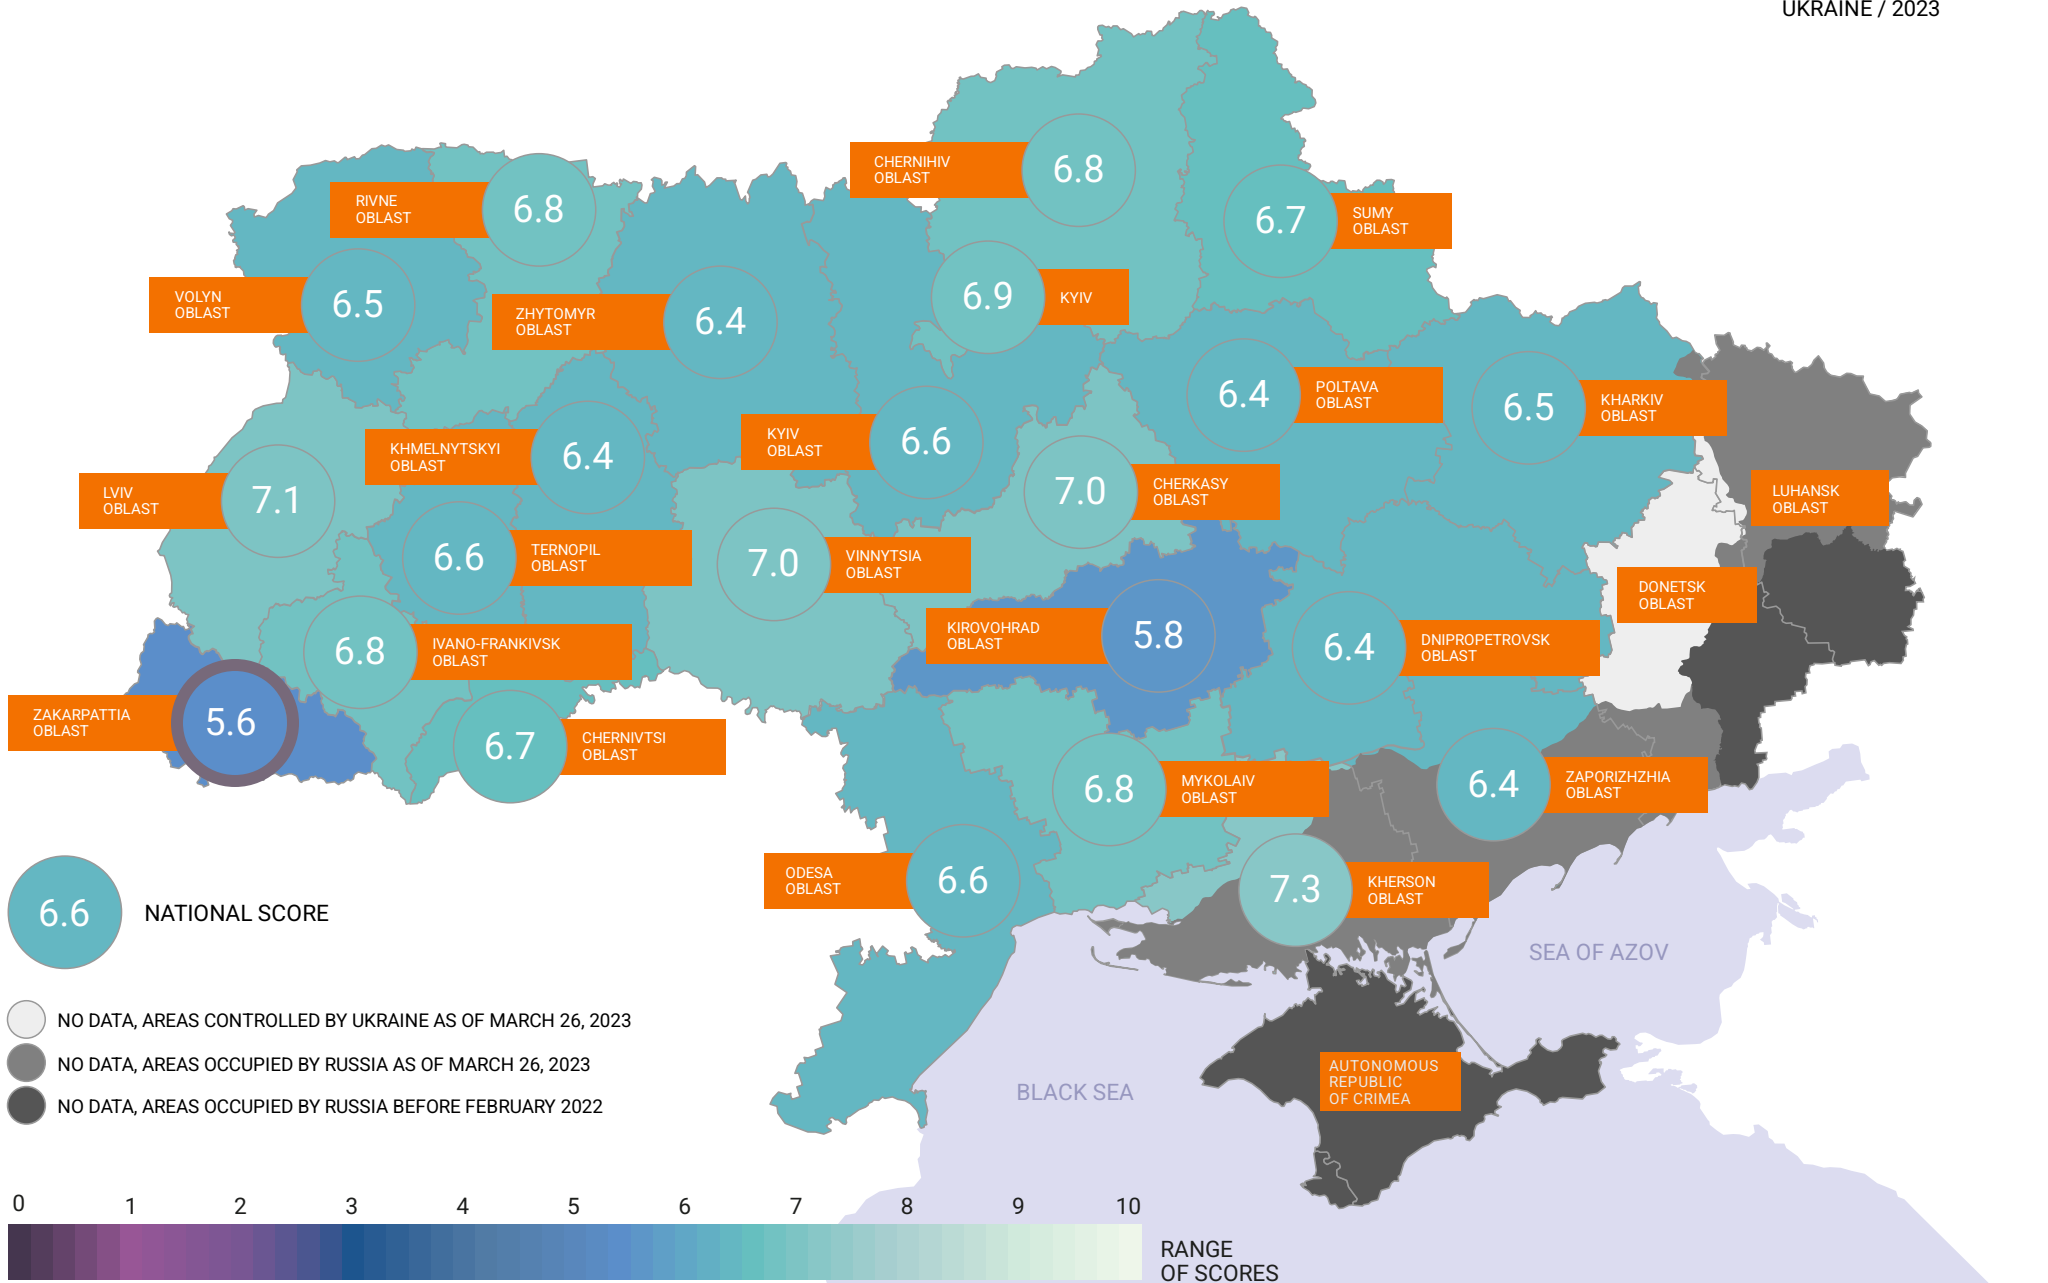 UKRAINE / 2023
CHERNIHIV
OBLAST
6.8
RIVNE
OBLAST
6.8
6.7
SUMY
OBLAST
VOLYN
OBLAST
6.5
ZHYTOMYR
OBLAST
6.4
6.9
KYIV
6.4
POLTAVA
OBLAST
6.5
KHARKIV
OBLAST
KHMELNYTSKYI
OBLAST
6.4
KYIV
OBLAST
6.6
LVIV
OBLAST
7.1
7.0
CHERKASY
OBLAST
LUHANSK
OBLAST
6.6
TERNOPIL
OBLAST
7.0
VINNYTSIA
OBLAST
DONETSK
OBLAST
6.8
IVANO-FRANKIVSK
OBLAST
KIROVOHRAD
OBLAST
5.8
6.4
DNIPROPETROVSK
OBLAST
ZAKARPATTIA
OBLAST
5.6
6.7
CHERNIVTSI
OBLAST
6.8
MYKOLAIV
OBLAST
6.4
ZAPORIZHZHIA
OBLAST
ODESA
OBLAST
6.6
7.3
KHERSON
OBLAST
6.6
NATIONAL SCORE
SEA OF AZOV
NO DATA, AREAS CONTROLLED BY UKRAINE AS OF MARCH 26, 2023
NO DATA, AREAS OCCUPIED BY RUSSIA AS OF MARCH 26, 2023
NO DATA, AREAS OCCUPIED BY RUSSIA BEFORE FEBRUARY 2022
BLACK SEA
AUTONOMOUS
REPUBLIC
OF CRIMEA
0 1 2 3 4 5 6 7 8 9 10
RANGE
OF SCORES